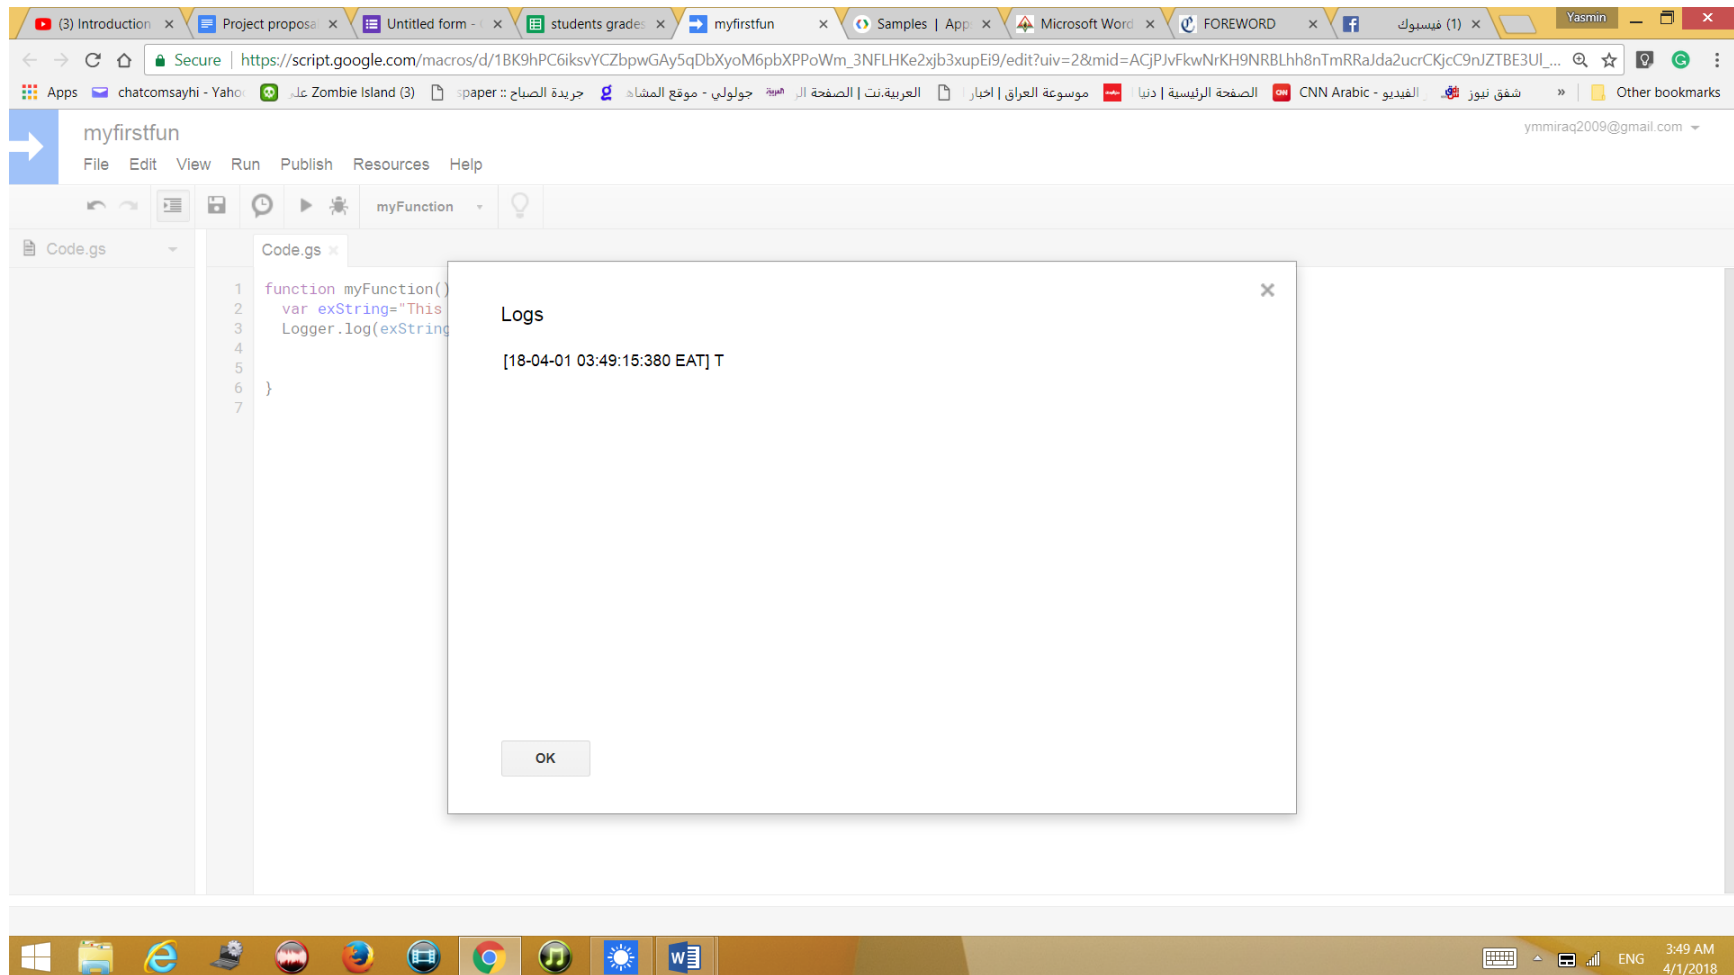 (3) Introduction
Project proposa
Untitled form - G
students grades
myfirstfun
Samples | App
Microsoft Word
FOREWORD
(1) فيسبوك
Yasmin
Secure | https://script.google.com/macros/d/1BK9hPC6iksvYCZbpwGAy5qDbXyoM6pbXPPoWm_3NFLHKe2xjb3xupEi9/edit?uiv=2&mid=ACjPJvFkwNrKH9NRBLhh8nTmRRaJda2ucrCKjcC9nJZTBE3Ul_...
Apps
chatcomsayhi - Yahoo
Zombie Island (3) على
جريدة الصباح :: paper
جولولي - موقع المشاه
العربية.نت | الصفحة الر
موسوعة العراق | اخبار
الصفحة الرئيسية | دنيا
الفيديو - CNN Arabic
شفق نيوز
»
Other bookmarks
myfirstfun
ymmiraq2009@gmail.com
File Edit View Run Publish Resources Help
myFunction
Code.gs
Code.gs
1 function myFunction()
2 var exString="This
3 Logger.log(exString
4
5
6 }
7
Logs
[18-04-01 03:49:15:380 EAT] T
OK
ENG
3:49 AM
4/1/2018